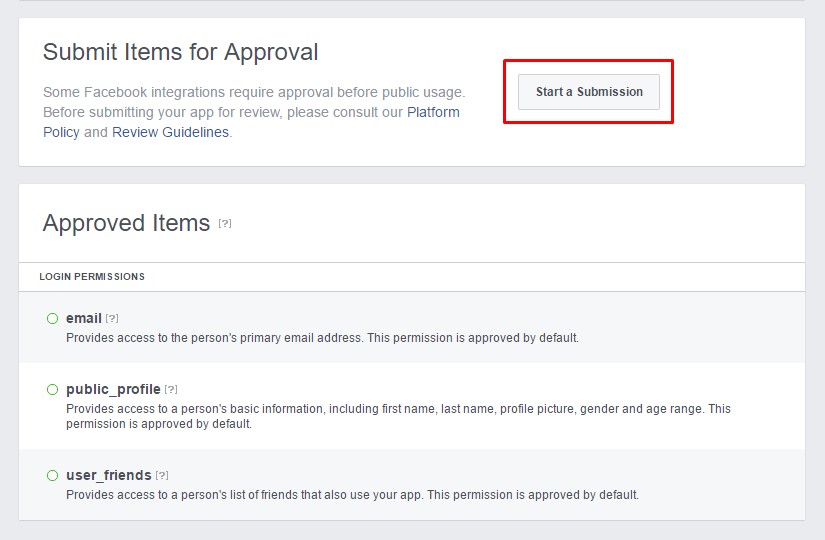 Submit Items for Approval
Some Facebook integrations require approval before public usage.
Before submitting your app for review, please consult our Platform
Policy and Review Guidelines.
Start a Submission
Approved Items [?]
LOGIN PERMISSIONS
email [?]
Provides access to the person's primary email address. This permission is approved by default.
public_profile [?]
Provides access to a person's basic information, including first name, last name, profile picture, gender and age range. This
permission is approved by default.
user_friends [?]
Provides access to a person's list of friends that also use your app. This permission is approved by default.